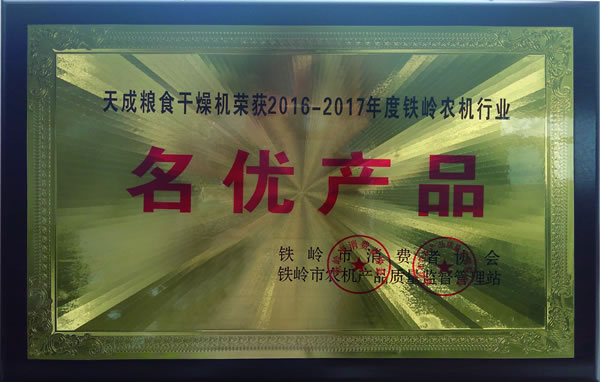 天成粮食干燥机荣获2016-2017年度铁岭农机行业
名优产品
铁岭市消费者协会
铁岭市农机产品质量监督管理站